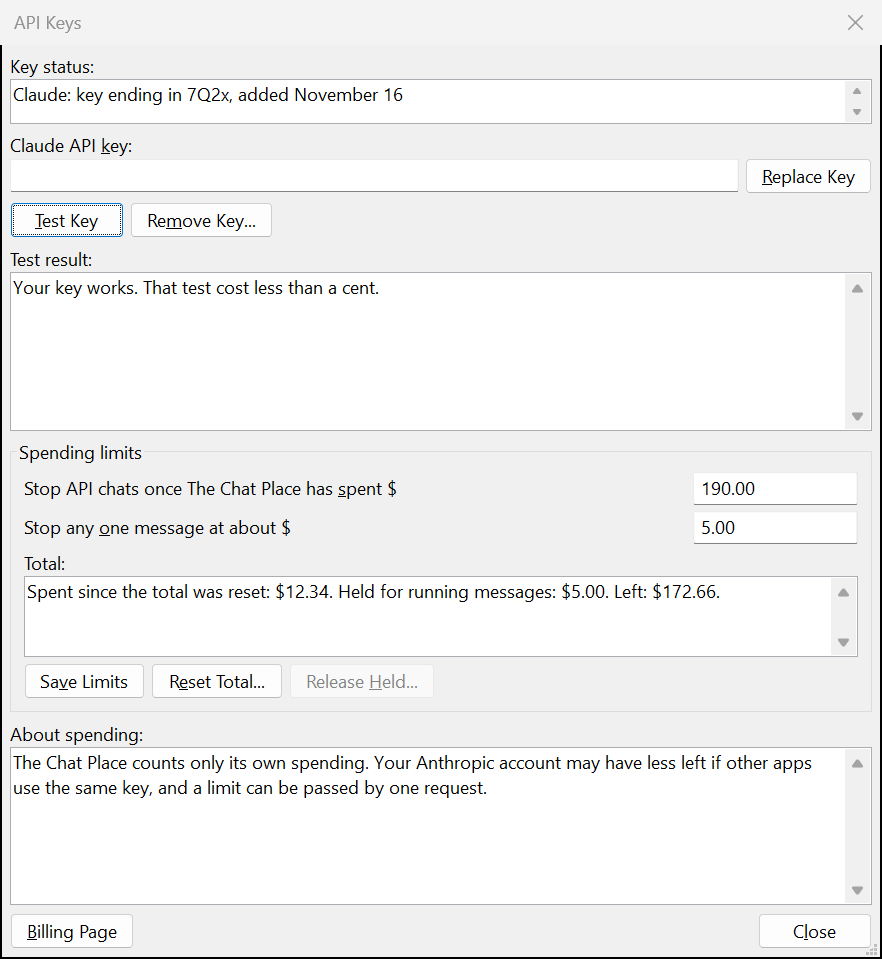 API Keys
Key status:
Claude: key ending in 7Q2x, added November 16
Claude API key:
Replace Key
Test Key
Remove Key...
Test result:
Your key works. That test cost less than a cent.
Spending limits
Stop API chats once The Chat Place has spent $
190.00
Stop any one message at about $
5.00
Total:
Spent since the total was reset: $12.34. Held for running messages: $5.00. Left: $172.66.
Save Limits
Reset Total...
Release Held...
About spending:
The Chat Place counts only its own spending. Your Anthropic account may have less left if other apps
use the same key, and a limit can be passed by one request.
Billing Page
Close